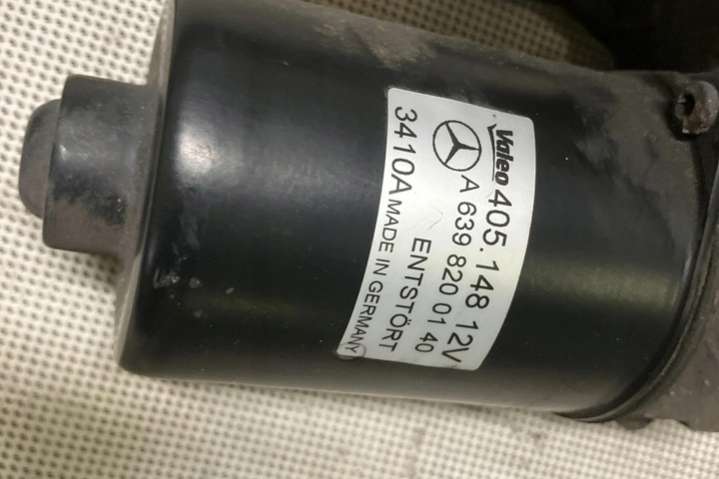 Valeo 405.148 12V
A 639 820 01 40
ENTSTÖRT
3410A MADE IN GERMANY